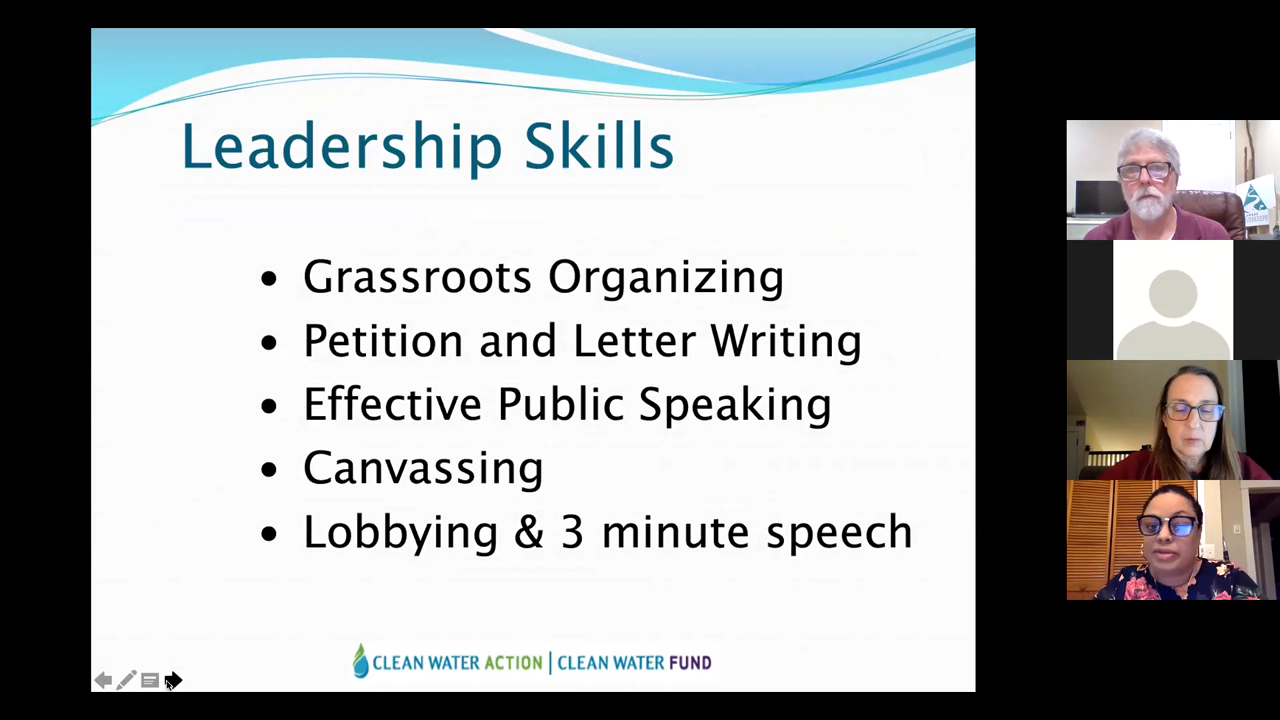 Leadership Skills
• Grassroots Organizing
• Petition and Letter Writing
• Effective Public Speaking
• Canvassing
• Lobbying & 3 minute speech
CLEAN WATER ACTION | CLEAN WATER FUND